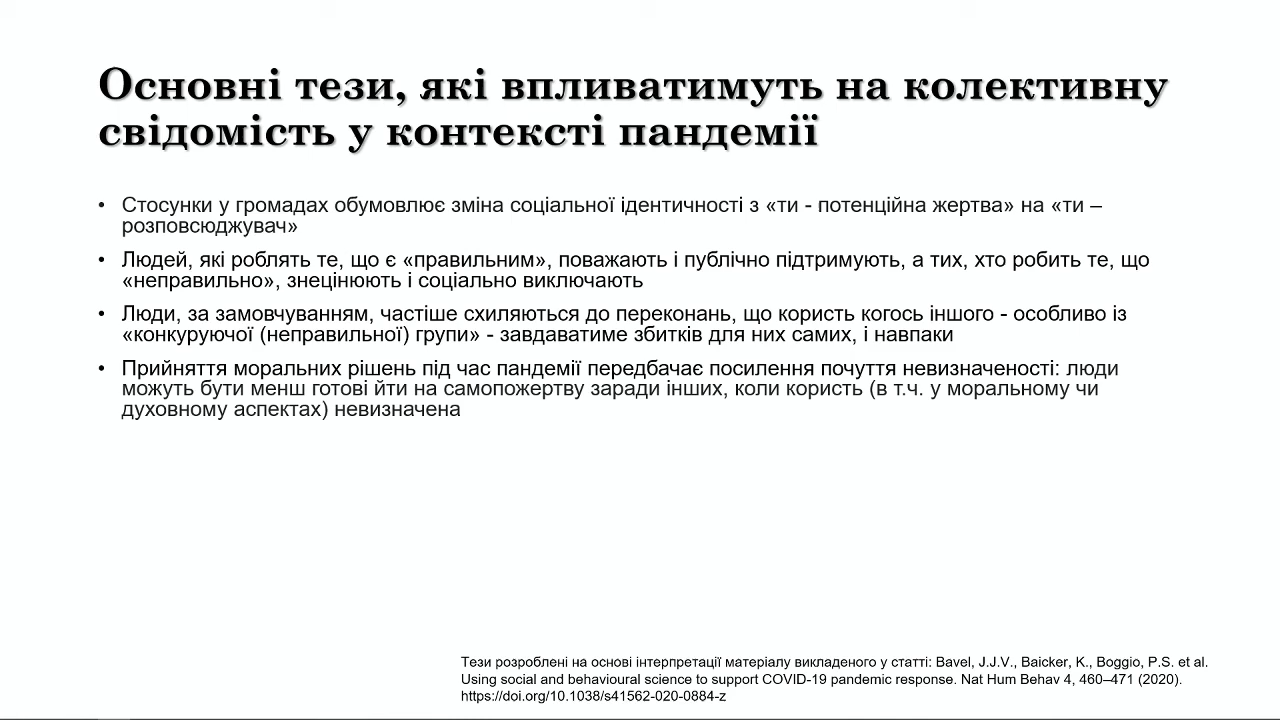 Основні тези, які впливатимуть на колективну
свідомість у контексті пандемії
• Стосунки у громадах обумовлює зміна соціальної ідентичності з «ти - потенційна жертва» на «ти –
розповсюджувач»
• Людей, які роблять те, що є «правильним», поважають і публічно підтримують, а тих, хто робить те, що
«неправильно», знецінюють і соціально виключають
• Люди, за замовчуванням, частіше схиляються до переконань, що користь когось іншого - особливо із
«конкуруючої (неправильної) групи» - завдаватиме збитків для них самих, і навпаки
• Прийняття моральних рішень під час пандемії передбачає посилення почуття невизначеності: люди
можуть бути менш готові йти на самопожертву заради інших, коли користь (в т.ч. у моральному чи
духовному аспектах) невизначена
Тези розроблені на основі інтерпретації матеріалу викладеного у статті: Bavel, J.J.V., Baicker, K., Boggio, P.S. et al.
Using social and behavioural science to support COVID-19 pandemic response. Nat Hum Behav 4, 460–471 (2020).
https://doi.org/10.1038/s41562-020-0884-z